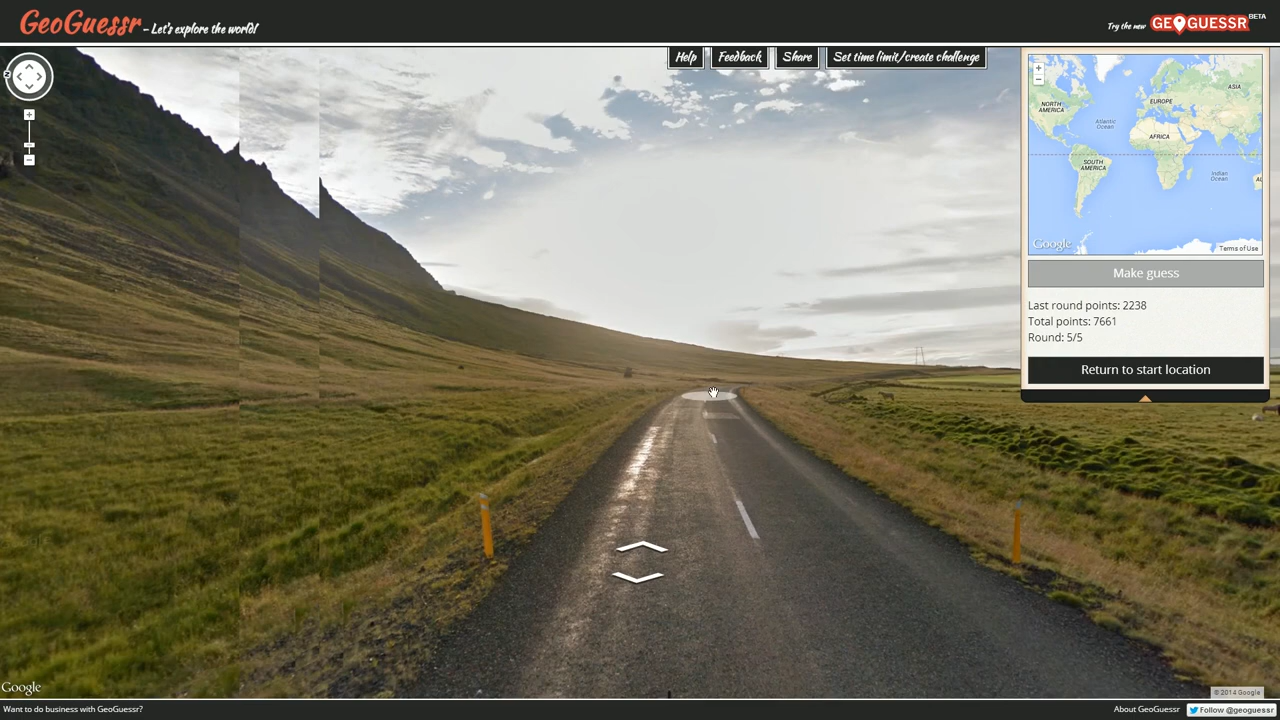 GeoGuessr – Let's explore the world!
Try the new GEOGUESSR BETA
Help
Feedback
Share
Set time limit/create challenge
N
+
−
+
−
NORTH AMERICA
EUROPE
ASIA
Atlantic Ocean
AFRICA
SOUTH AMERICA
Indian Ocean
AU
Google
Terms of Use
Make guess
Last round points: 2238
Total points: 7661
Round: 5/5
Return to start location
Google
© 2014 Google
Want to do business with GeoGuessr?
About GeoGuessr
Follow @geoguessr